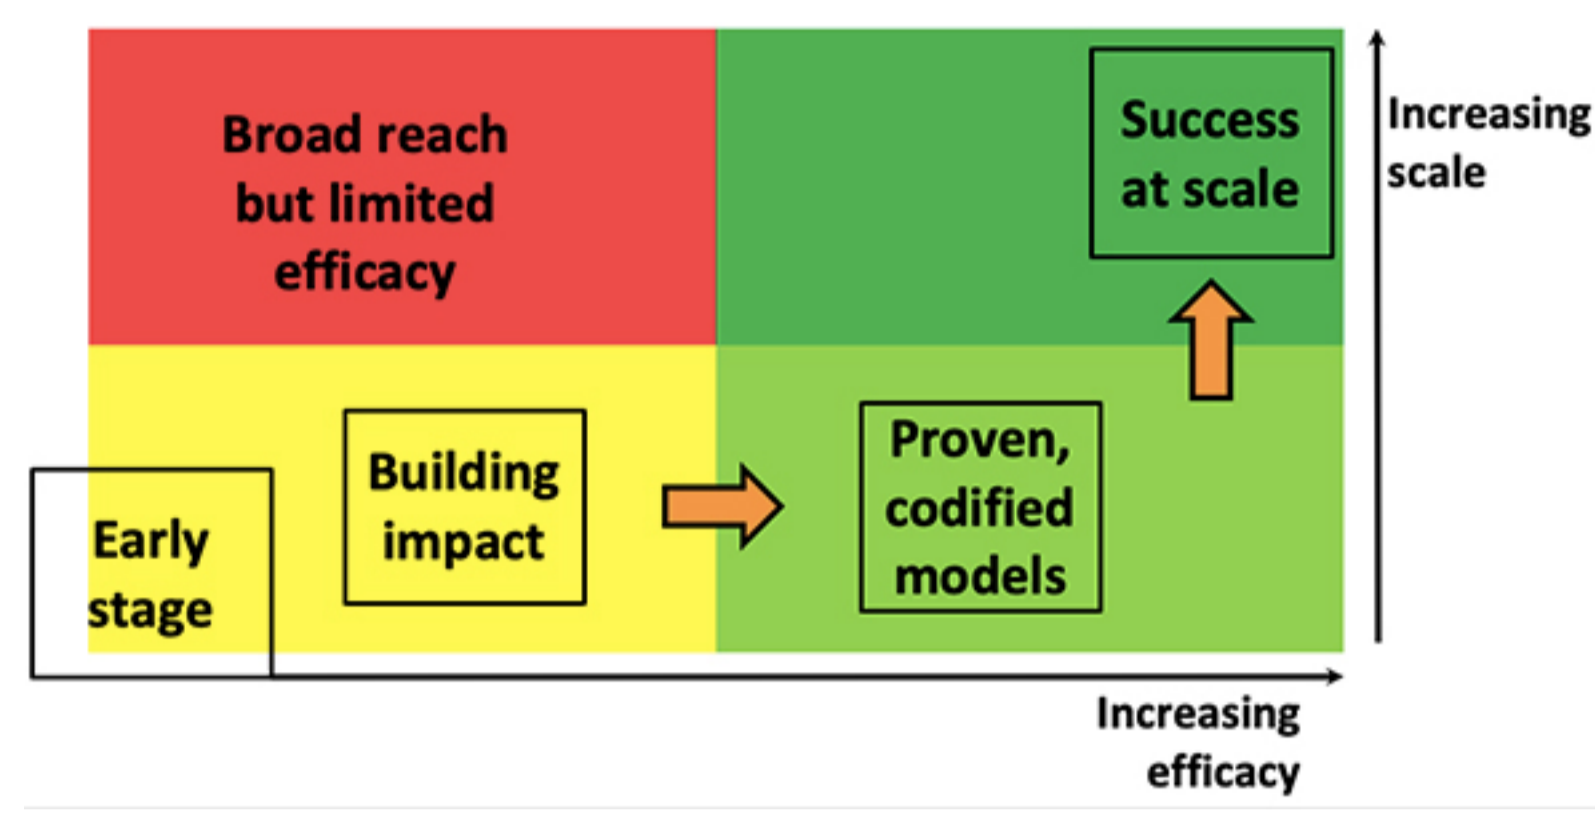 Broad reach
but limited
efficacy
Success
at scale
Increasing
scale
Early
stage
Building
impact
Proven,
codified
models
Increasing
efficacy